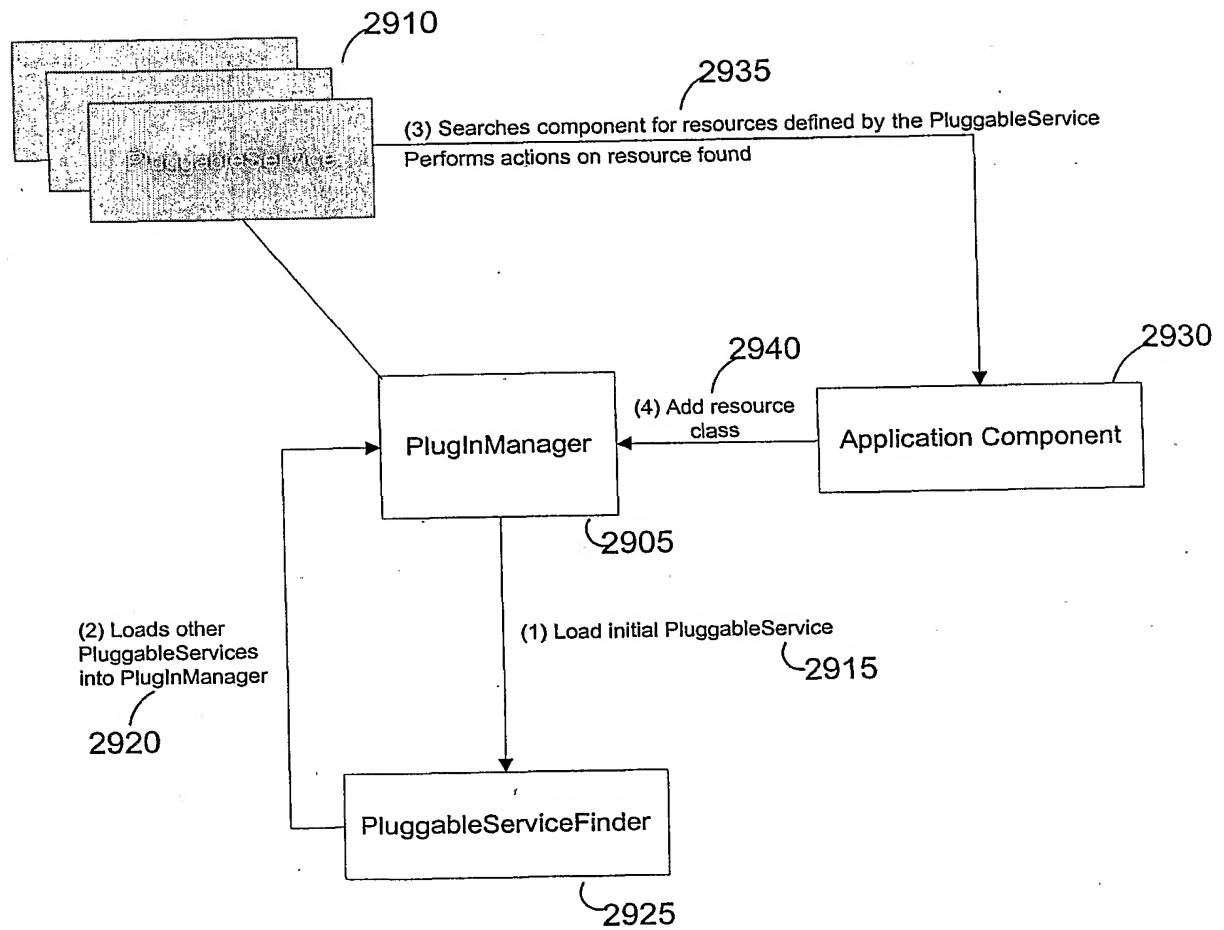 2910
2935
(3) Searches component for resources defined by the PluggableService
Performs actions on resource found
PluggableService
2940
2930
(4) Add resource
class
PlugInManager
Application Component
2905
(2) Loads other
PluggableServices
into PlugInManager
(1) Load initial PluggableService
2915
2920
PluggableServiceFinder
2925